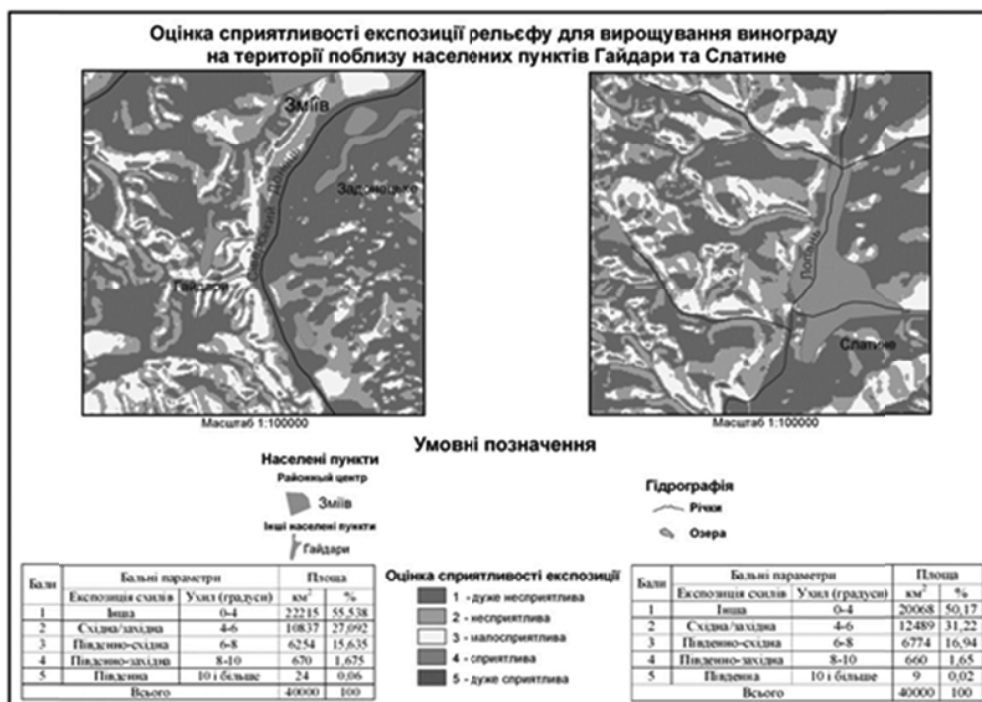 Оцінка сприятливості експозиції рельєфу для вирощування винограду
на території поблизу населених пунктів Гайдари та Слатине
Зміїв
Задонецьке
Сіверський Донець
Гайдари
Лопань
Слатине
Масштаб 1:100000
Масштаб 1:100000
Умовні позначення
Населені пункти
Районный центр
Зміїв
Інші населені пункти
Гайдари
Гідрографія
Річки
Озера
Бали Бальні параметри Площа
Експозиція схилів Ухил (градуси) км² %
1 Інша 0-4 22215 55,538
2 Східна/західна 4-6 10837 27,092
3 Південно-східна 6-8 6254 15,635
4 Південно-західна 8-10 670 1,675
5 Південна 10 і більше 24 0,06
Всього 40000 100
Оцінка сприятливості експозиції
1 - дуже несприятлива
2 - несприятлива
3 - малосприятлива
4 - сприятлива
5 - дуже сприятлива
Бали Бальні параметри Площа
Експозиція схилів Ухил (градуси) км² %
1 Інша 0-4 20068 50,17
2 Східна/західна 4-6 12489 31,22
3 Південно-східна 6-8 6774 16,94
4 Південно-західна 8-10 660 1,65
5 Південна 10 і більше 9 0,02
Всього 40000 100